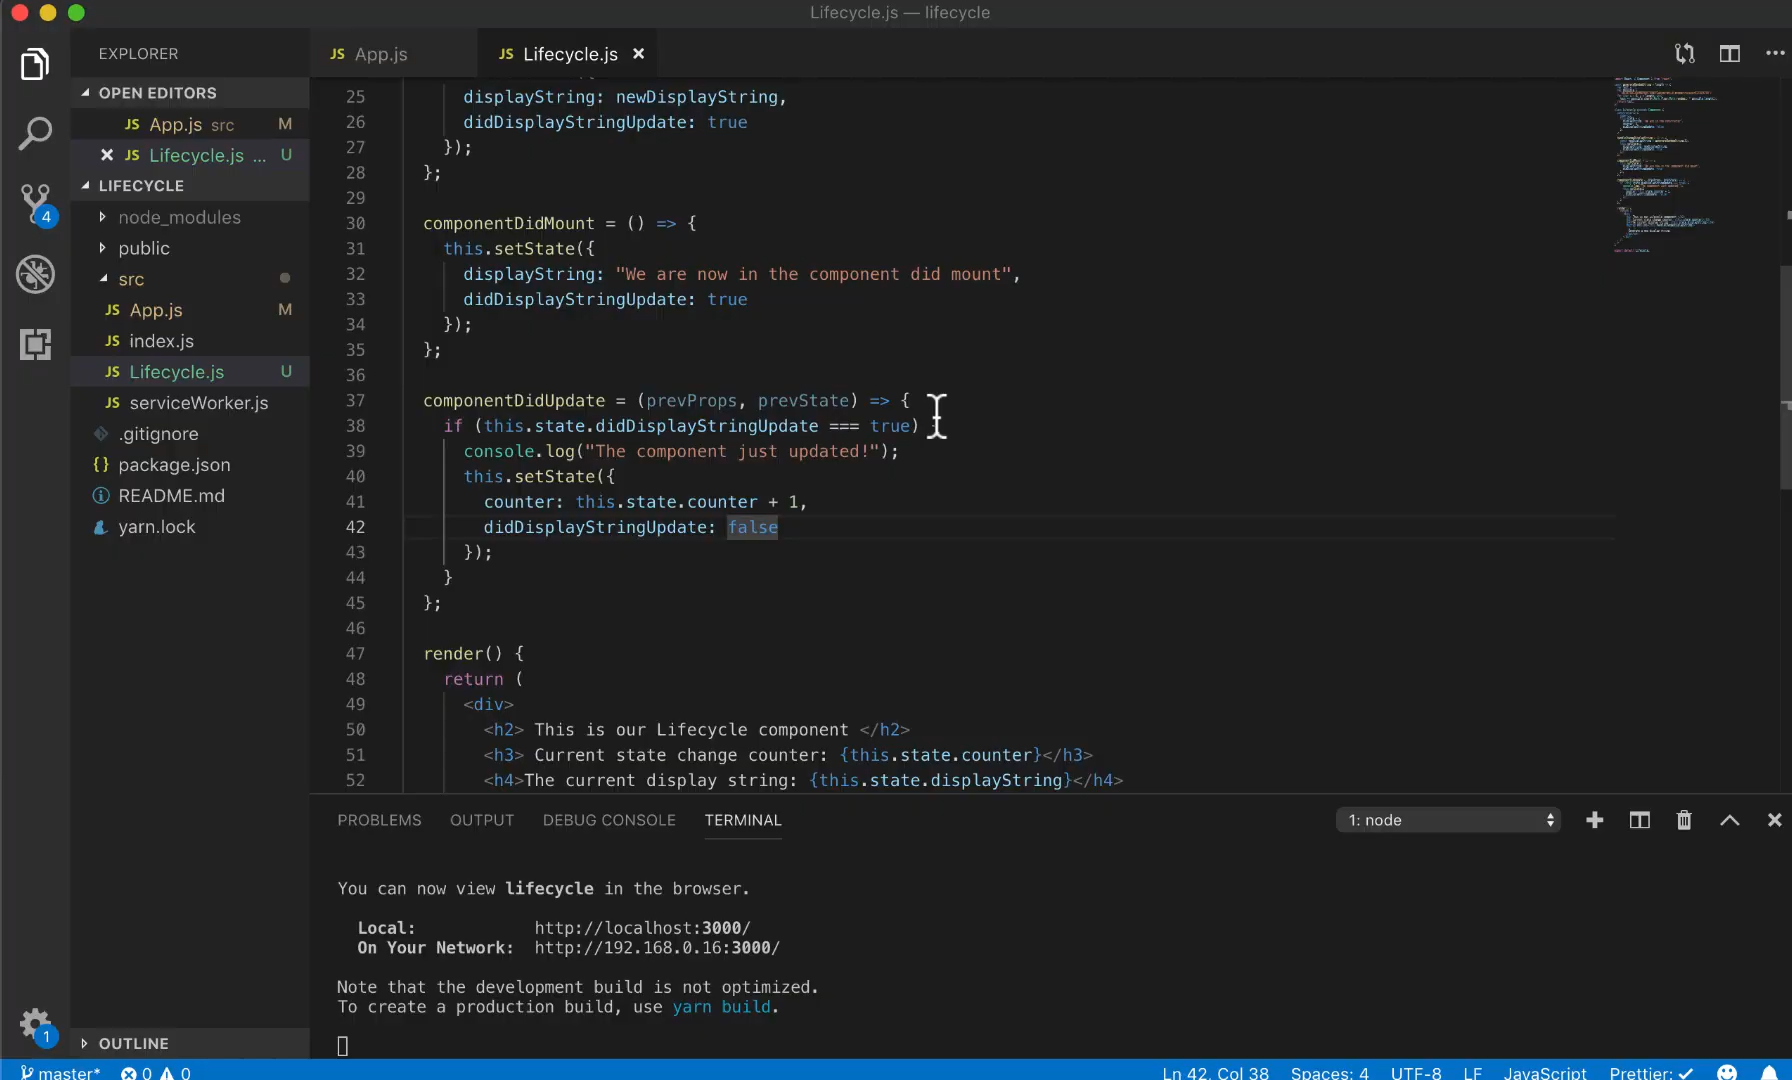 Lifecycle.js — lifecycle
EXPLORER
JS App.js
JS Lifecycle.js ×
OPEN EDITORS
JS App.js src M
× JS Lifecycle.js ... U
LIFECYCLE
node_modules
public
src
JS App.js M
JS index.js
JS Lifecycle.js U
JS serviceWorker.js
.gitignore
{} package.json
README.md
yarn.lock
OUTLINE
4
1
25 displayString: newDisplayString,
26 didDisplayStringUpdate: true
27 });
28 };
29
30 componentDidMount = () => {
31 this.setState({
32 displayString: "We are now in the component did mount",
33 didDisplayStringUpdate: true
34 });
35 };
36
37 componentDidUpdate = (prevProps, prevState) => {
38 if (this.state.didDisplayStringUpdate === true)
39 console.log("The component just updated!");
40 this.setState({
41 counter: this.state.counter + 1,
42 didDisplayStringUpdate: false
43 });
44 }
45 };
46
47 render() {
48 return (
49 <div>
50 <h2> This is our Lifecycle component </h2>
51 <h3> Current state change counter: {this.state.counter}</h3>
52 <h4>The current display string: {this.state.displayString}</h4>
PROBLEMS OUTPUT DEBUG CONSOLE TERMINAL
1: node
You can now view lifecycle in the browser.
Local: http://localhost:3000/
On Your Network: http://192.168.0.16:3000/
Note that the development build is not optimized.
To create a production build, use yarn build.
master* 0 0
Ln 42, Col 38 Spaces: 4 UTF-8 LF JavaScript Prettier: ✓